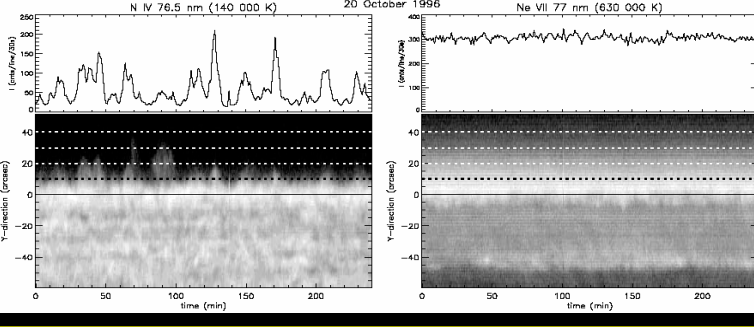 20 October 1996
N IV 76.5 nm (140 000 K)
Ne VII 77 nm (630 000 K)
250
200
150
100
50
0
I (cnts/line/30s)
400
300
200
100
0
I (cnts/line/30s)
40
20
0
-20
-40
Y-direction (arcsec)
40
20
0
-20
-40
Y-direction (arcsec)
0 50 100 150 200
time (min)
0 50 100 150 200
time (min)